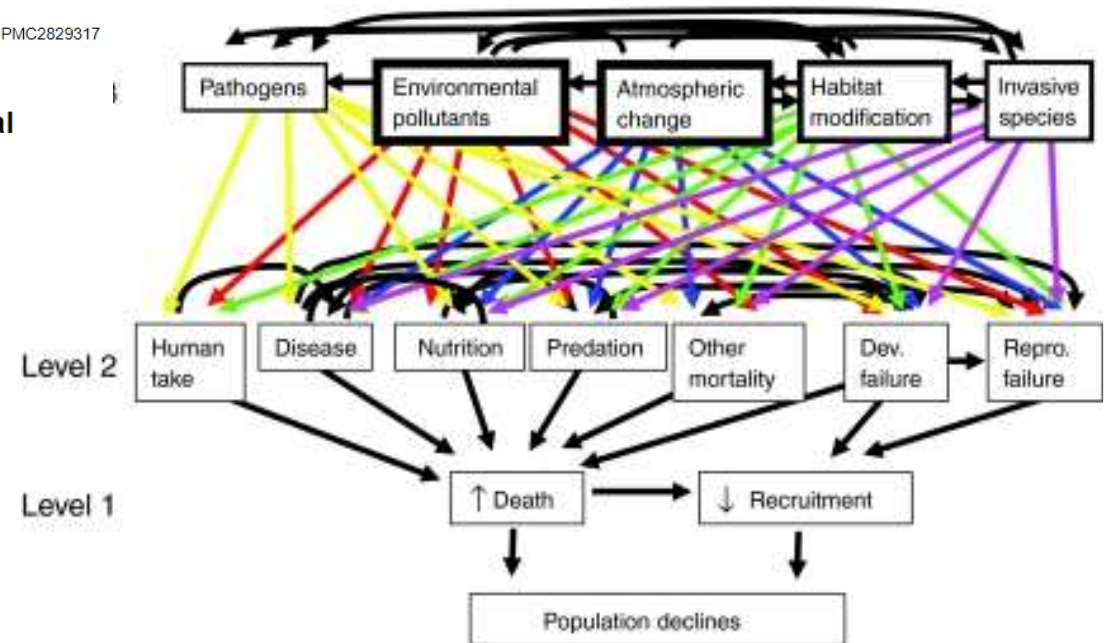 PMC2829317
al
Pathogens
Environmental
pollutants
Atmospheric
change
Habitat
modification
Invasive
species
Level 2
Human
take
Disease
Nutrition
Predation
Other
mortality
Dev.
failure
Repro.
failure
Level 1
↑ Death
↓ Recruitment
Population declines